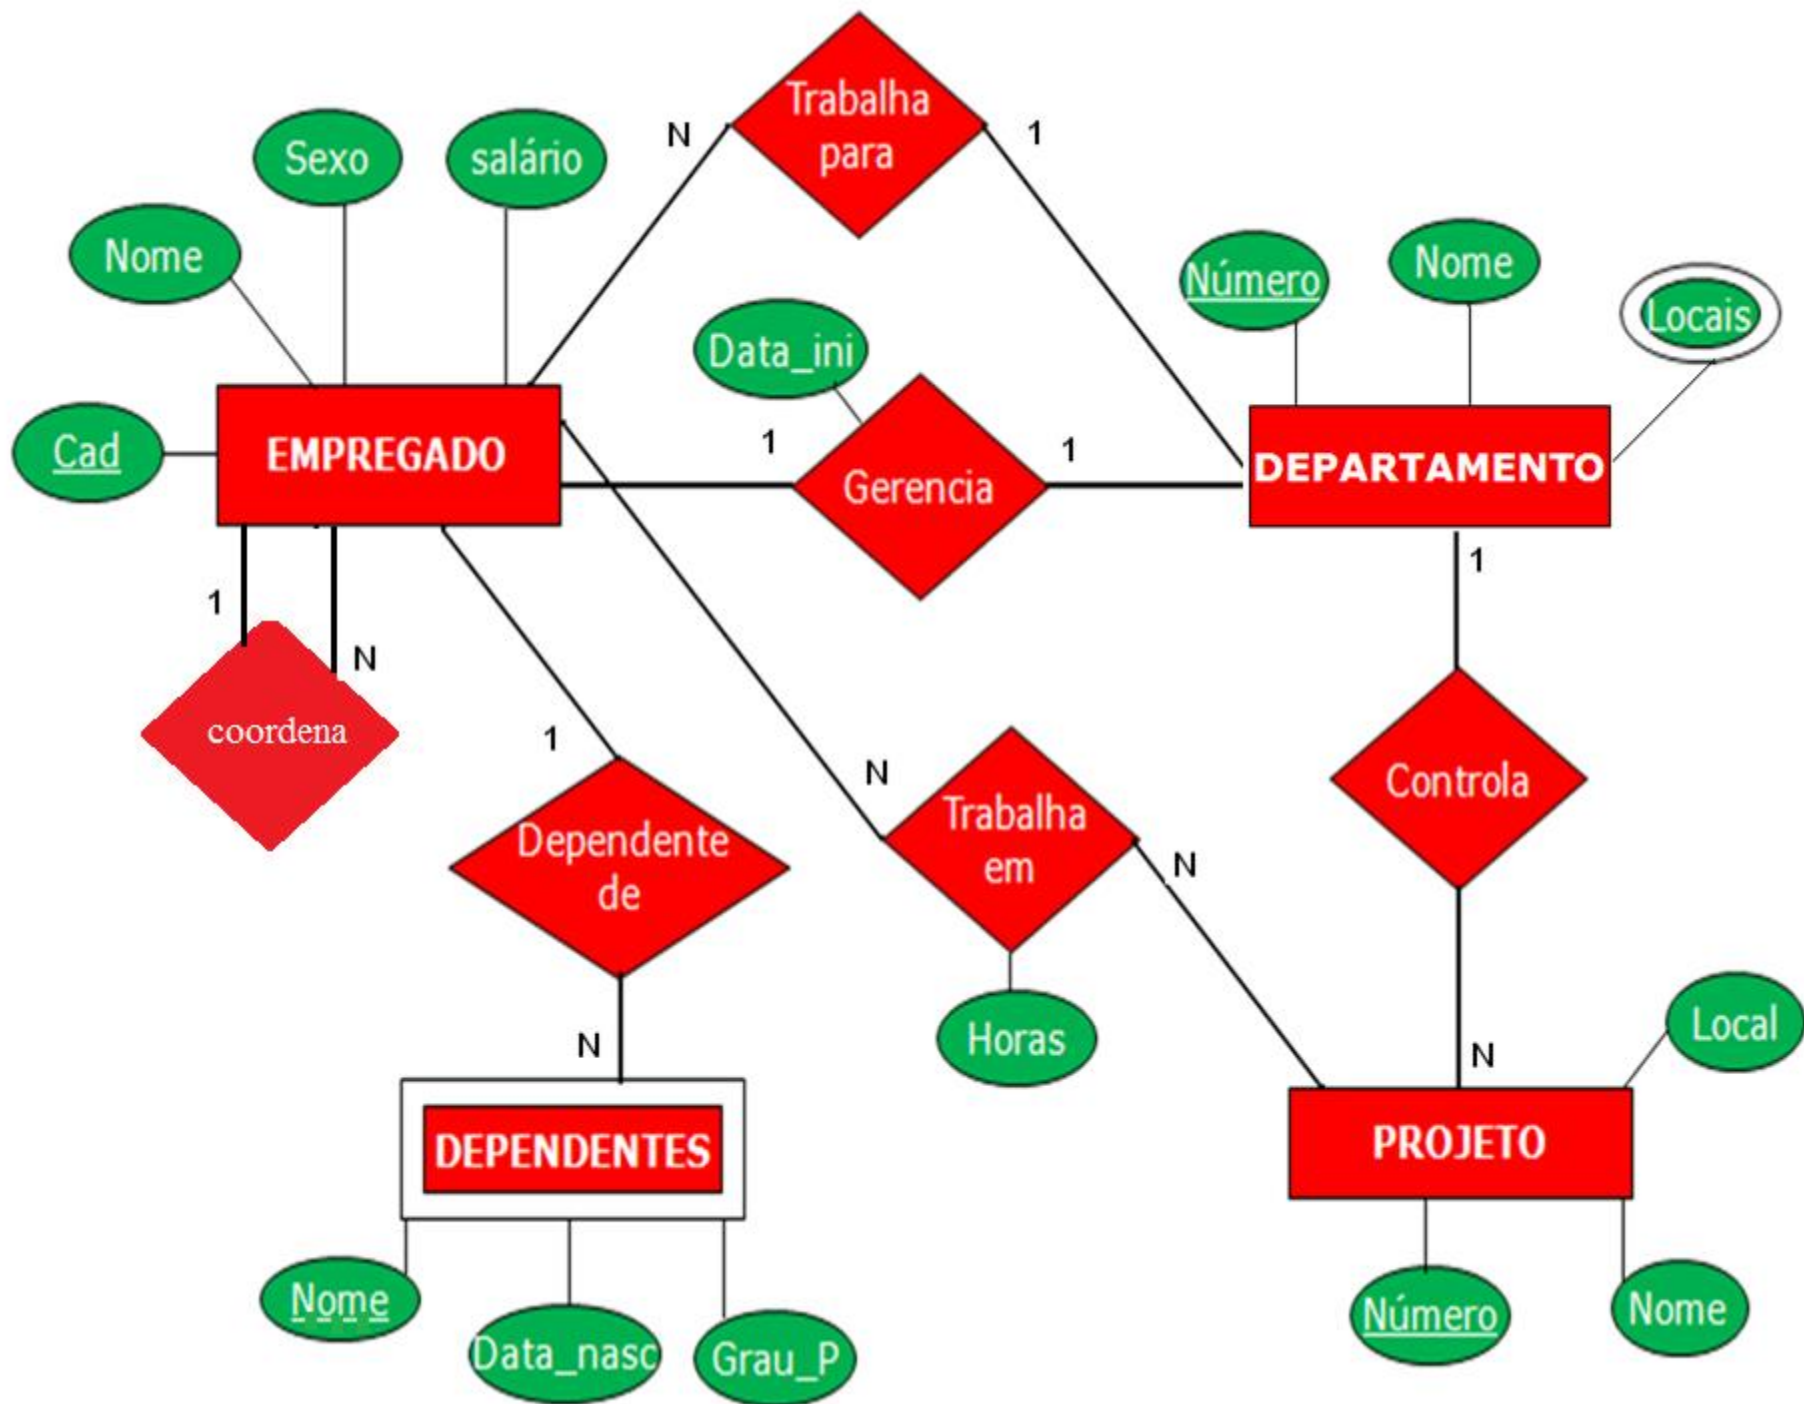 Trabalha
para
N
1
Sexo
salário
Nome
Número
Nome
Locais
Data_ini
Cad
EMPREGADO
1
Gerencia
1
DEPARTAMENTO
1
N
coordena
1
1
N
Trabalha
em
N
Controla
Dependente
de
Horas
N
N
Local
DEPENDENTES
PROJETO
Nome
Data_nasc
Grau_P
Número
Nome